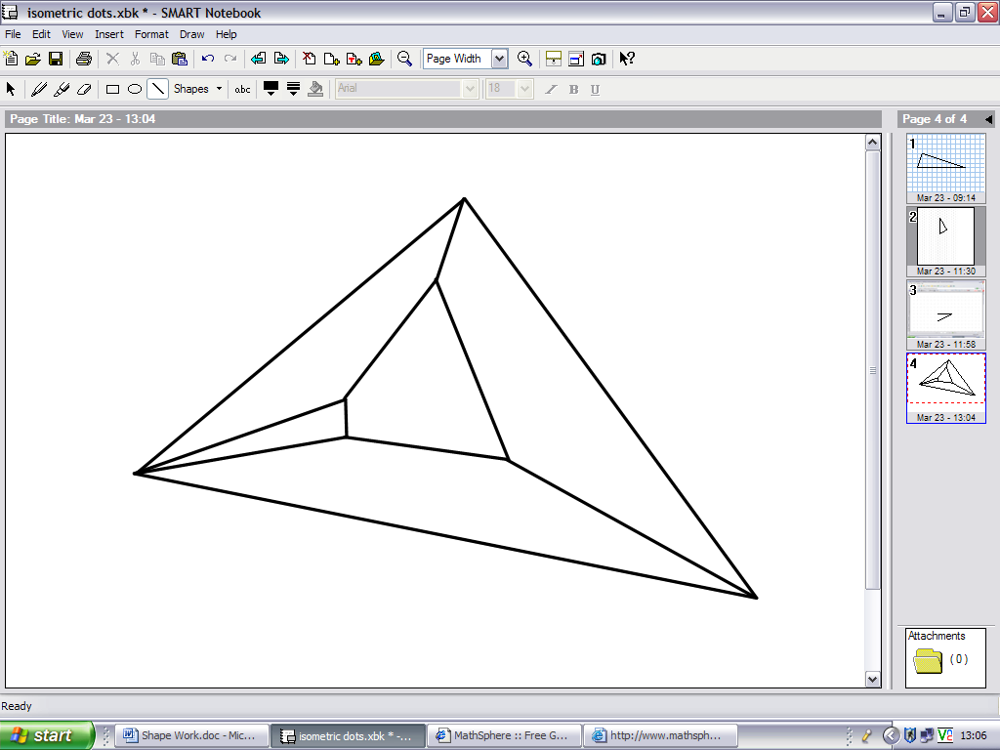 isometric dots.xbk * - SMART Notebook
File Edit View Insert Format Draw Help
Page Width
Shapes abc Arial 18 I B U
Page Title: Mar 23 - 13:04
Page 4 of 4
1
Mar 23 - 09:14
2
Mar 23 - 11:30
3
Mar 23 - 11:58
4
Mar 23 - 13:04
Attachments
( 0 )
Ready
start Shape Work.doc - Mic... isometric dots.xbk * -... MathSphere :: Free G... http://www.mathsph... 13:06